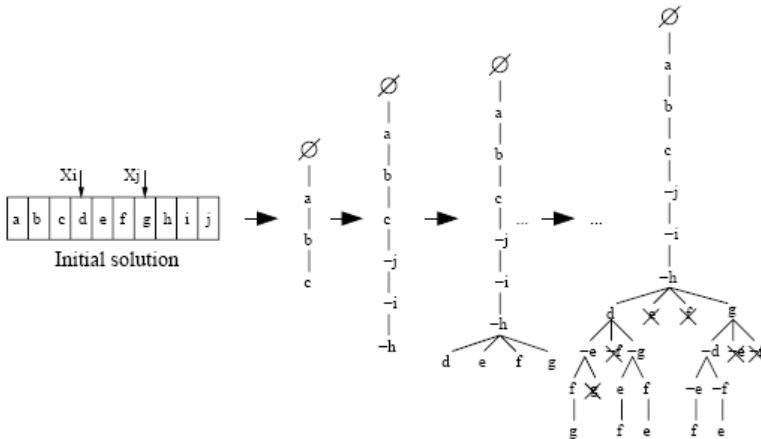 Xi Xj
a b c d e f g h i j
Initial solution
∅
a
b
c
∅
a
b
c
−j
−i
−h
∅
a
b
c
−j
−i
−h
d e f g
...
...
∅
a
b
c
−j
−i
−h
d e f g
−e −f −g −d −e −f
f g e f −e −f
g f e f e